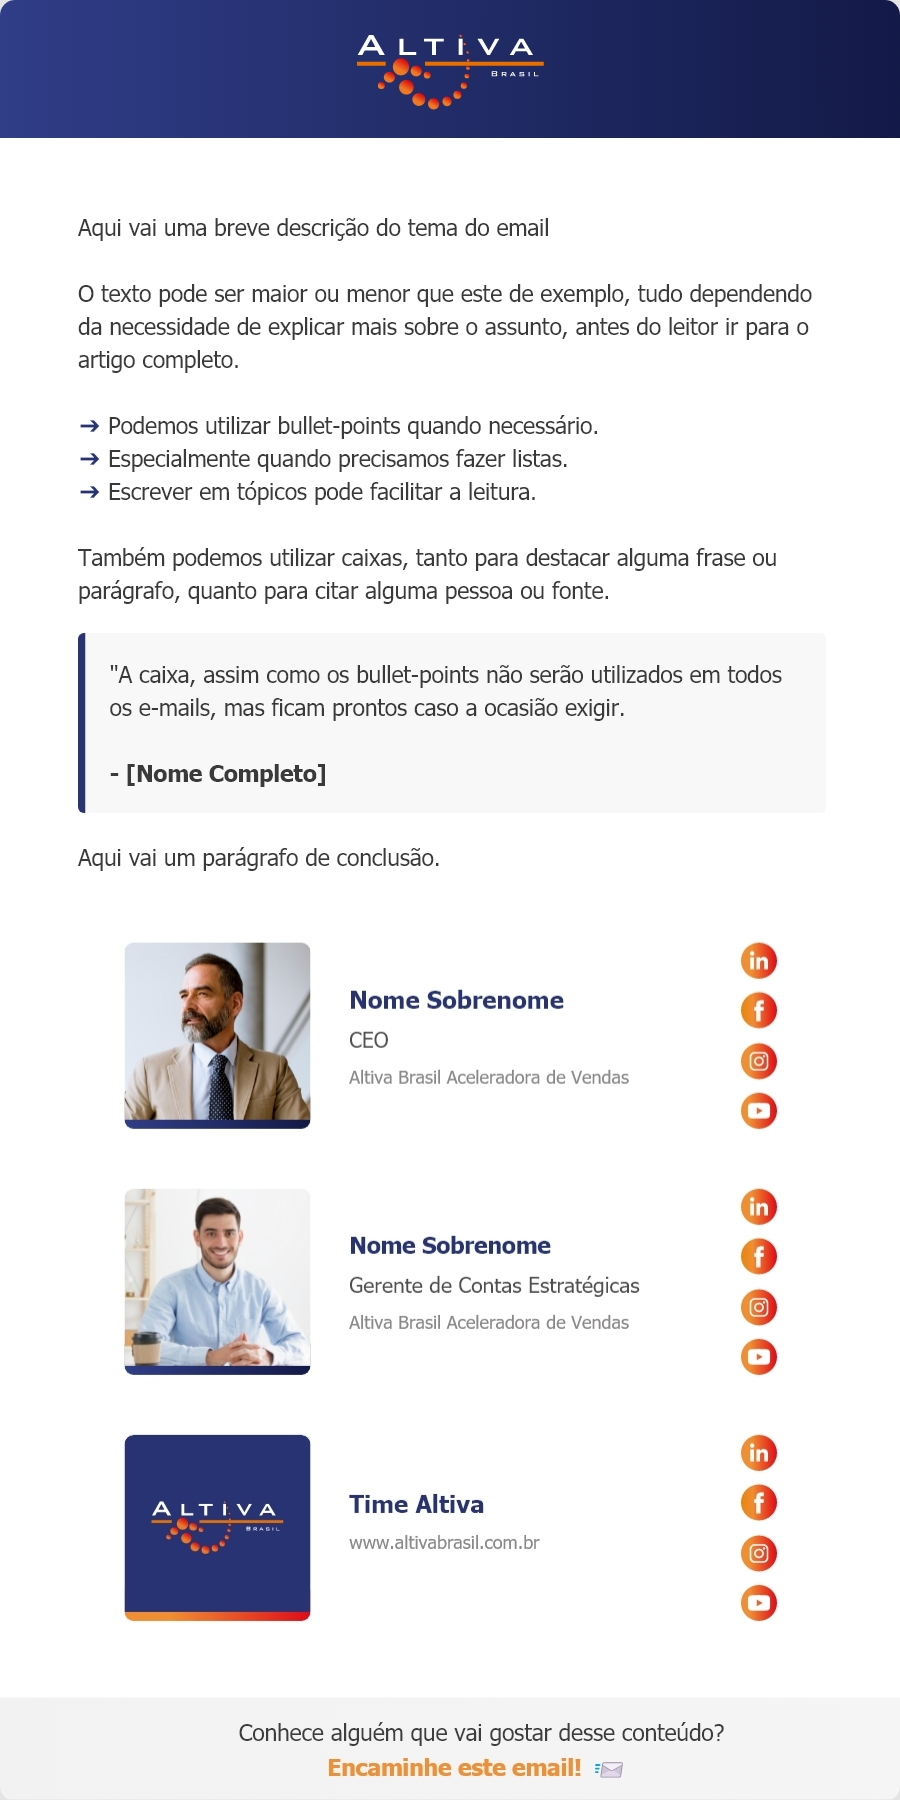 ALTIVA
BRASIL
Aqui vai uma breve descrição do tema do email
O texto pode ser maior ou menor que este de exemplo, tudo dependendo
da necessidade de explicar mais sobre o assunto, antes do leitor ir para o
artigo completo.
➔ Podemos utilizar bullet-points quando necessário.
➔ Especialmente quando precisamos fazer listas.
➔ Escrever em tópicos pode facilitar a leitura.
Também podemos utilizar caixas, tanto para destacar alguma frase ou
parágrafo, quanto para citar alguma pessoa ou fonte.
"A caixa, assim como os bullet-points não serão utilizados em todos
os e-mails, mas ficam prontos caso a ocasião exigir.
- [Nome Completo]
Aqui vai um parágrafo de conclusão.
Nome Sobrenome
CEO
Altiva Brasil Aceleradora de Vendas
in
f
Nome Sobrenome
Gerente de Contas Estratégicas
Altiva Brasil Aceleradora de Vendas
in
f
ALTIVA
BRASIL
Time Altiva
www.altivabrasil.com.br
in
f
Conhece alguém que vai gostar desse conteúdo?
Encaminhe este email!